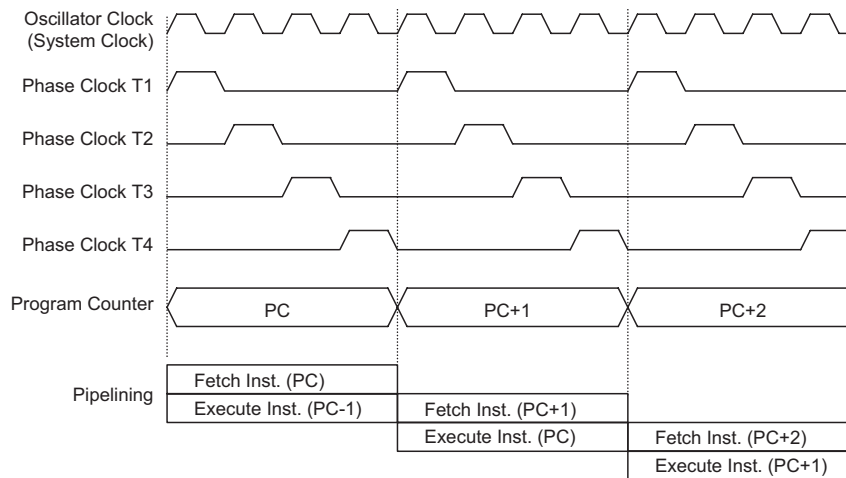 Oscillator Clock
(System Clock)
Phase Clock T1
Phase Clock T2
Phase Clock T3
Phase Clock T4
Program Counter
PC
PC+1
PC+2
Pipelining
Fetch Inst. (PC)
Execute Inst. (PC-1)
Fetch Inst. (PC+1)
Execute Inst. (PC)
Fetch Inst. (PC+2)
Execute Inst. (PC+1)